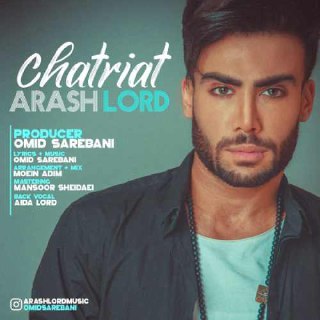 Chatriat
ARASH LORD
PRODUCER
OMID SAREBANI
LYRICS + MUSIC
OMID SAREBANI
ARRANGEMENT + MIX
MOEIN ADIM
MASTERING
MANSOOR SHEIDAEI
BACK VOCAL
AIDA LORD
ARASHLORDMUSIC
OMIDSAREBANI